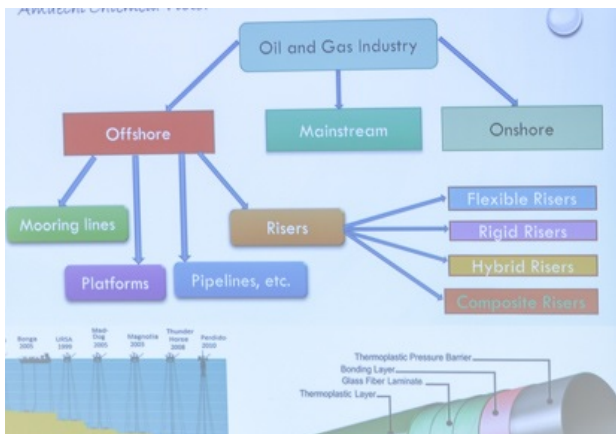 Oil and Gas Industry
Offshore
Mainstream
Onshore
Mooring lines
Risers
Platforms
Pipelines, etc.
Flexible Risers
Rigid Risers
Hybrid Risers
Composite Risers
Bonga
2005
URSA
1999
Mad-
Dog
2005
Magnolia
2005
Thunder
Horse
2008
Perdido
2010
Thermoplastic Pressure Barrier
Bonding Layer
Glass Fiber Laminate
Thermoplastic Layer